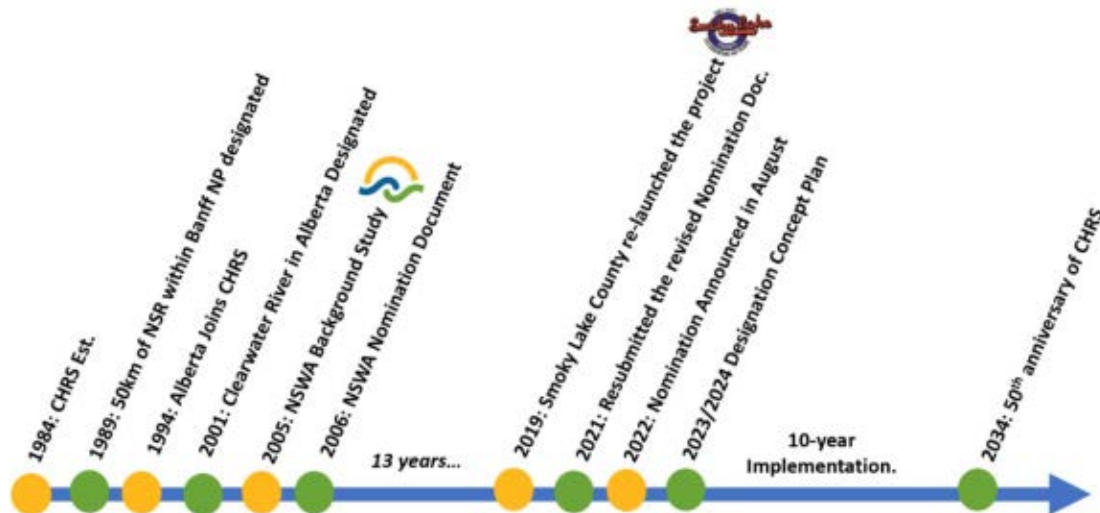 1984: CHRS Est.
1989: 50km of NSR within Banff NP designated
1994: Alberta Joins CHRS
2001: Clearwater River in Alberta Designated
2005: NSWA Background Study
2006: NSWA Nomination Document
13 years...
2019: Smoky Lake County re-launched the project
Smoky Lake
2021: Resubmitted the revised Nomination Doc.
2022: Nomination Announced in August
2023/2024 Designation Concept Plan
10-year
Implementation.
2034: 50th anniversary of CHRS